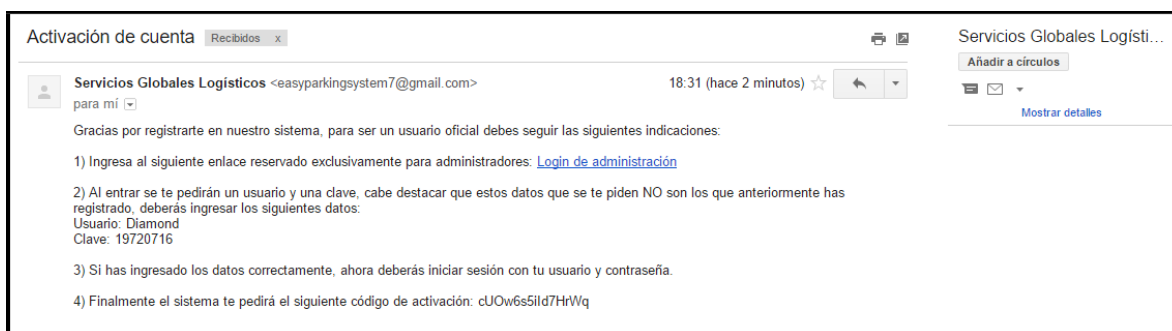 Activación de cuenta Recibidos x
Servicios Globales Logísti...
Añadir a círculos
Mostrar detalles
Servicios Globales Logísticos <easyparkingsystem7@gmail.com> 18:31 (hace 2 minutos)
para mí
Gracias por registrarte en nuestro sistema, para ser un usuario oficial debes seguir las siguientes indicaciones:
1) Ingresa al siguiente enlace reservado exclusivamente para administradores: Login de administración
2) Al entrar se te pedirán un usuario y una clave, cabe destacar que estos datos que se te piden NO son los que anteriormente has
registrado, deberás ingresar los siguientes datos:
Usuario: Diamond
Clave: 19720716
3) Si has ingresado los datos correctamente, ahora deberás iniciar sesión con tu usuario y contraseña.
4) Finalmente el sistema te pedirá el siguiente código de activación: cUOw6s5iId7HrWq